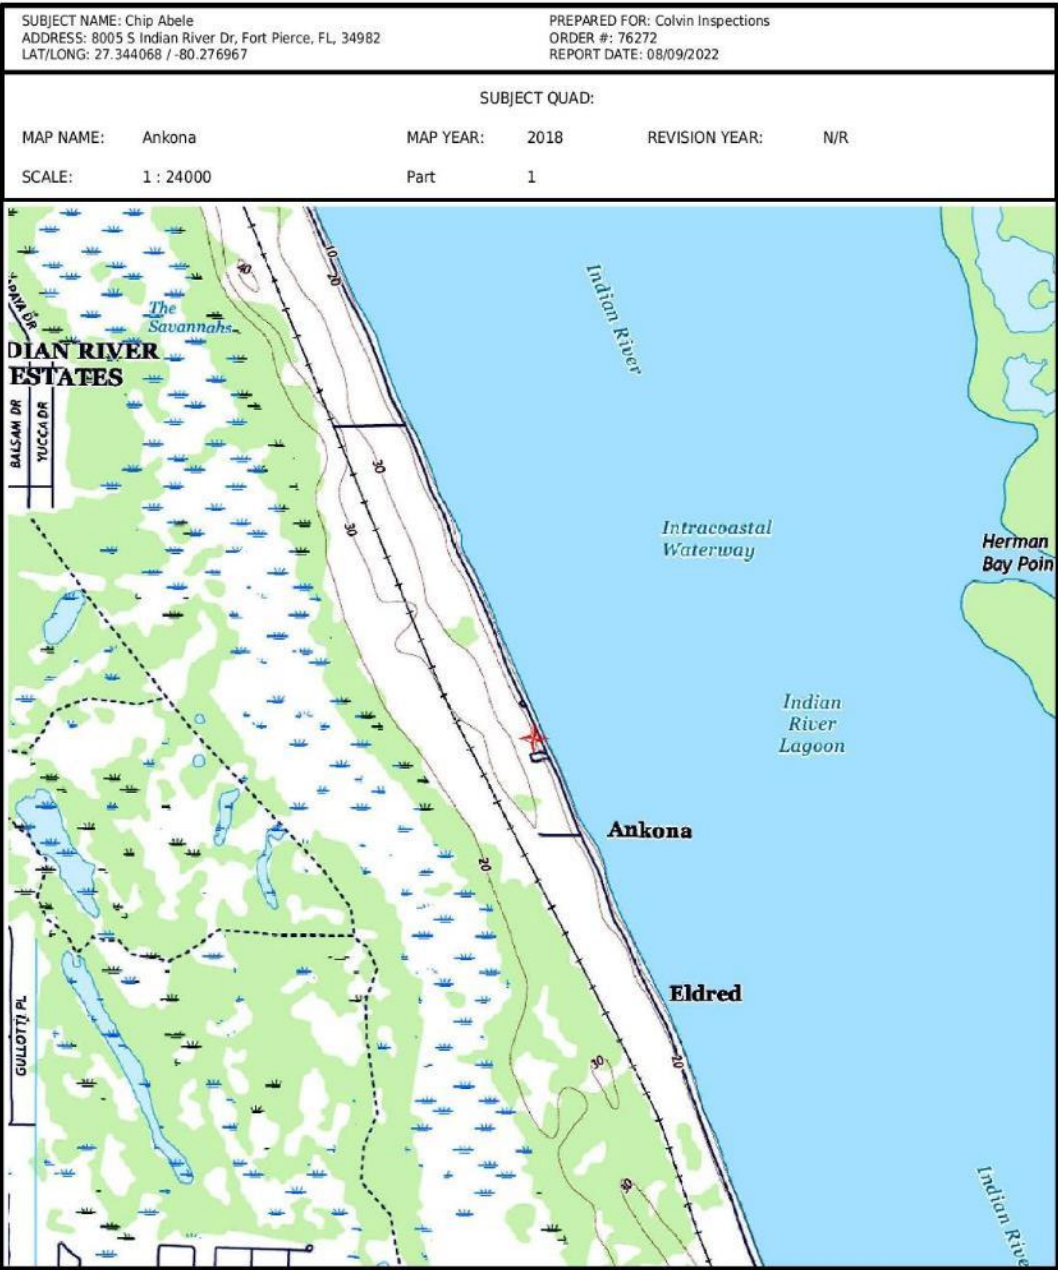 SUBJECT NAME: Chip Abele
ADDRESS: 8005 S Indian River Dr, Fort Pierce, FL, 34982
LAT/LONG: 27.344068 / -80.276967
PREPARED FOR: Colvin Inspections
ORDER #: 76272
REPORT DATE: 08/09/2022
SUBJECT QUAD:
MAP NAME: Ankona MAP YEAR: 2018 REVISION YEAR: N/R
SCALE: 1 : 24000 Part 1
10
20
40
Indian River
APAYA DR
The
Savannahs
DIAN RIVER
ESTATES
BALSAM DR
YUCCA DR
30
30
Intracoastal
Waterway
Herman
Bay Poin
Indian
River
Lagoon
Ankona
20
Eldred
GULLOTTI PL
30
20
Indian Rive